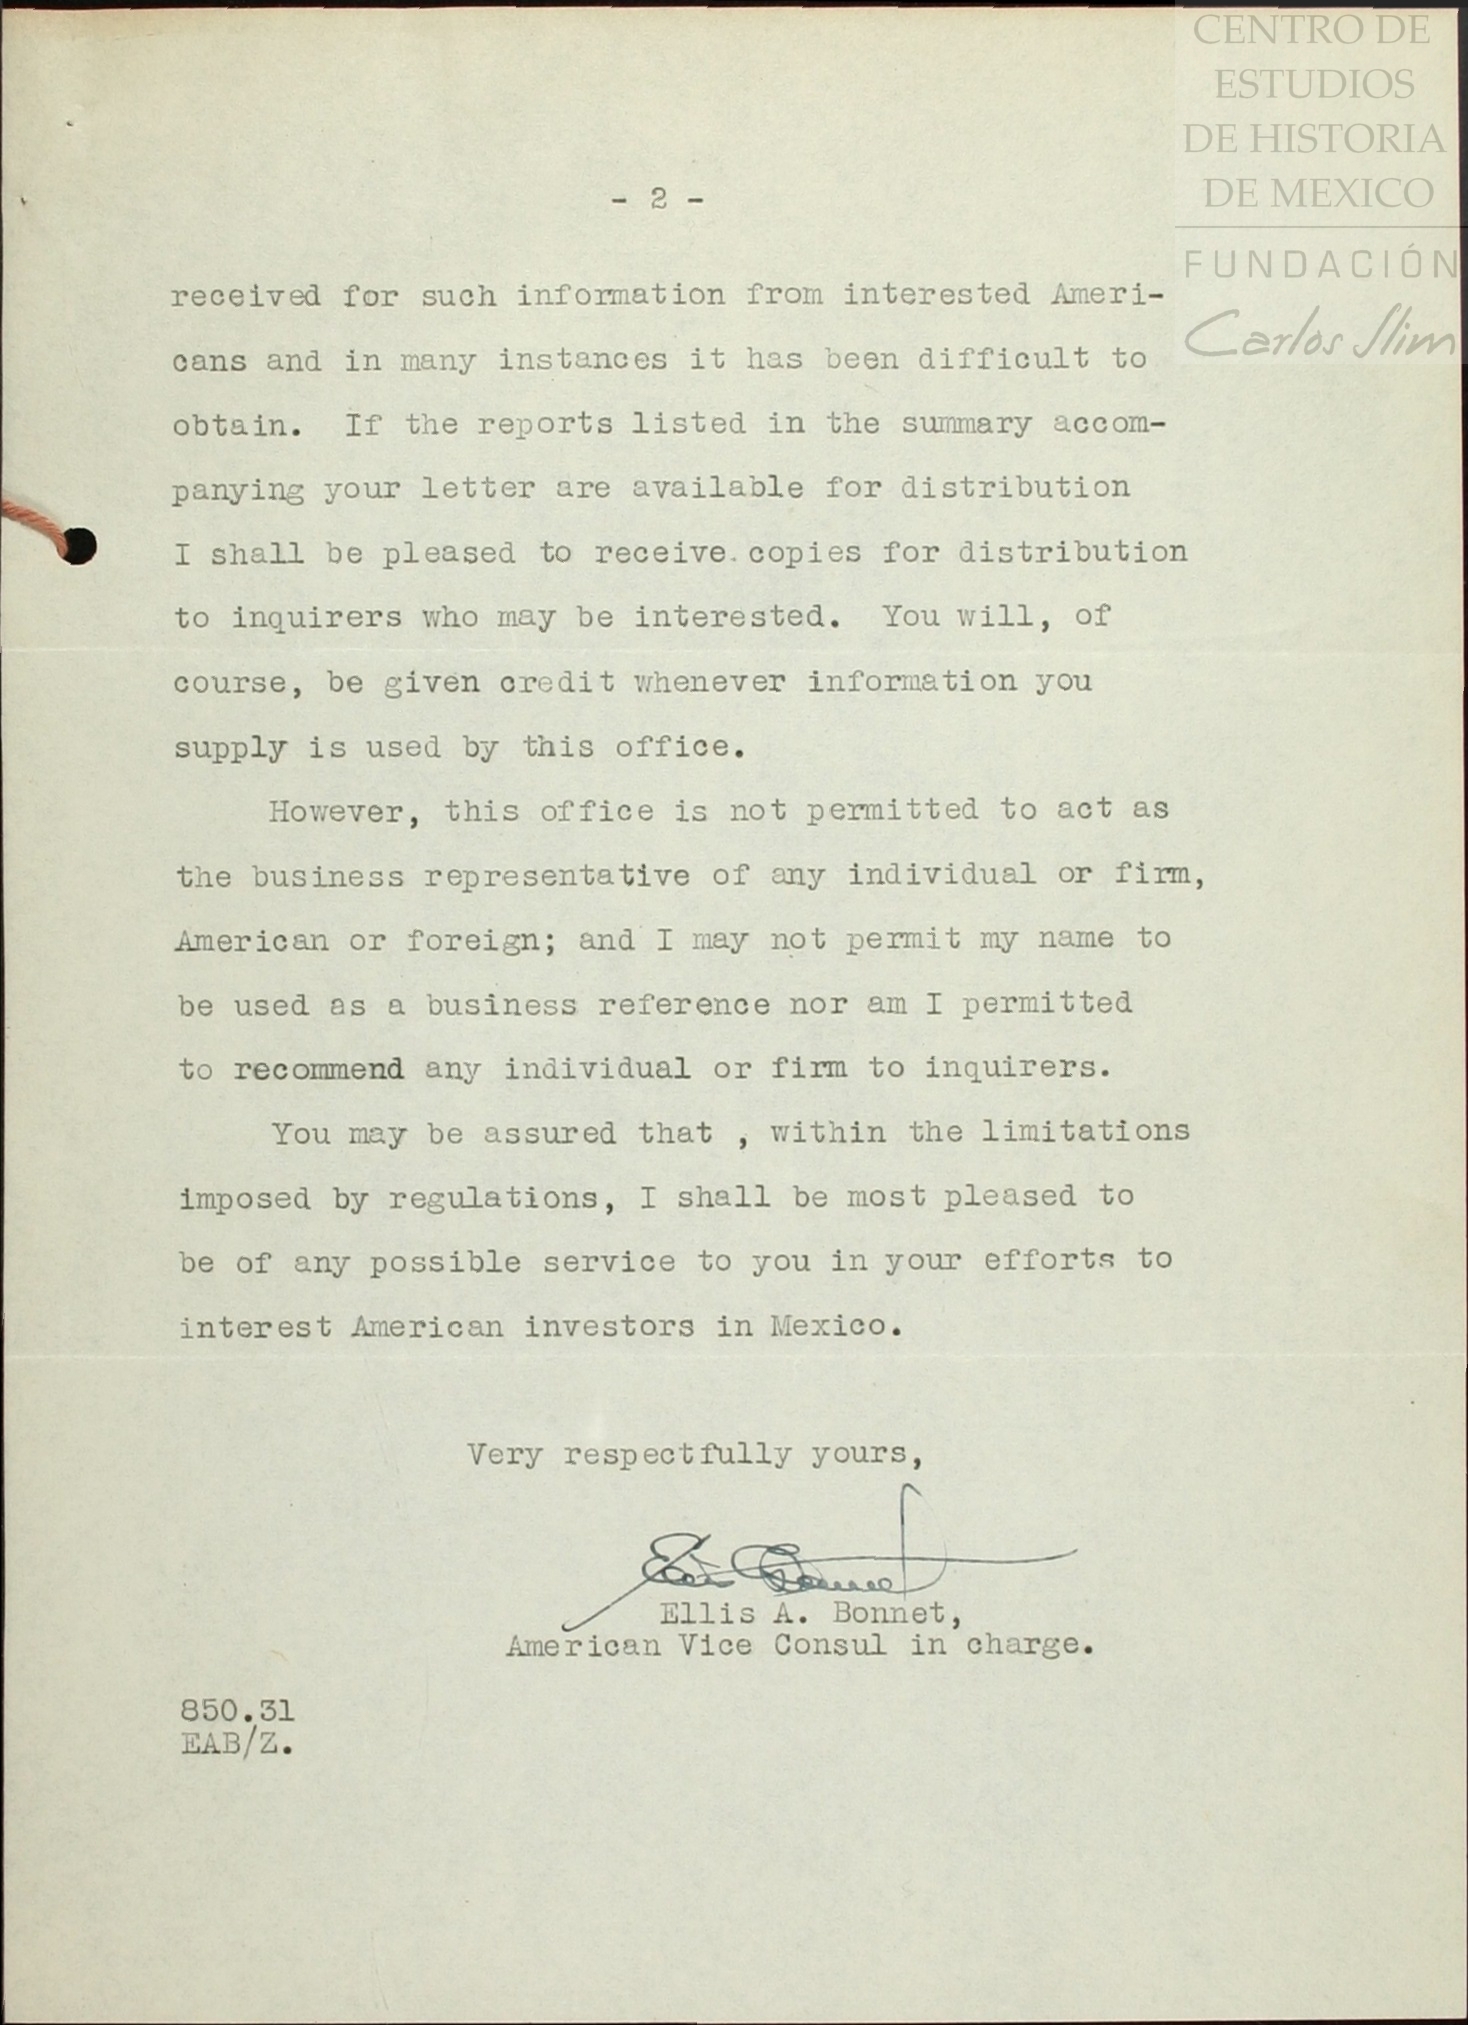 CENTRO DE
ESTUDIOS
DE HISTORIA
DE MEXICO
FUNDACIÓN
Carlos Slim
- 2 -
received for such information from interested Ameri-
cans and in many instances it has been difficult to
obtain.  If the reports listed in the summary accom-
panying your letter are available for distribution
I shall be pleased to receive. copies for distribution
to inquirers who may be interested.  You will, of
course, be given credit whenever information you
supply is used by this office.
However, this office is not permitted to act as
the business representative of any individual or firm,
American or foreign; and I may not permit my name to
be used as a business reference nor am I permitted
to recommend any individual or firm to inquirers.
You may be assured that , within the limitations
imposed by regulations, I shall be most pleased to
be of any possible service to you in your efforts to
interest American investors in Mexico.
Very respectfully yours,
Ellis A. Bonnet,
American Vice Consul in charge.
850.31
EAB/Z.